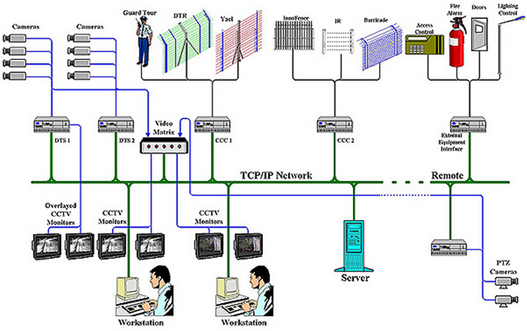 Cameras
Cameras
Guard Tour
DTR
Yael
InnoFence
IR
Barricade
Access
Control
Fire
Alarm
Doors
Lighting
Control
DTS 1
DTS 2
Video
Matrix
CCC 1
CCC 2
External
Equipment
Interface
TCP/IP Network
Remote
Overlayed
CCTV
Monitors
CCTV
Monitors
CCTV
Monitors
Server
PTZ
Cameras
Workstation
Workstation